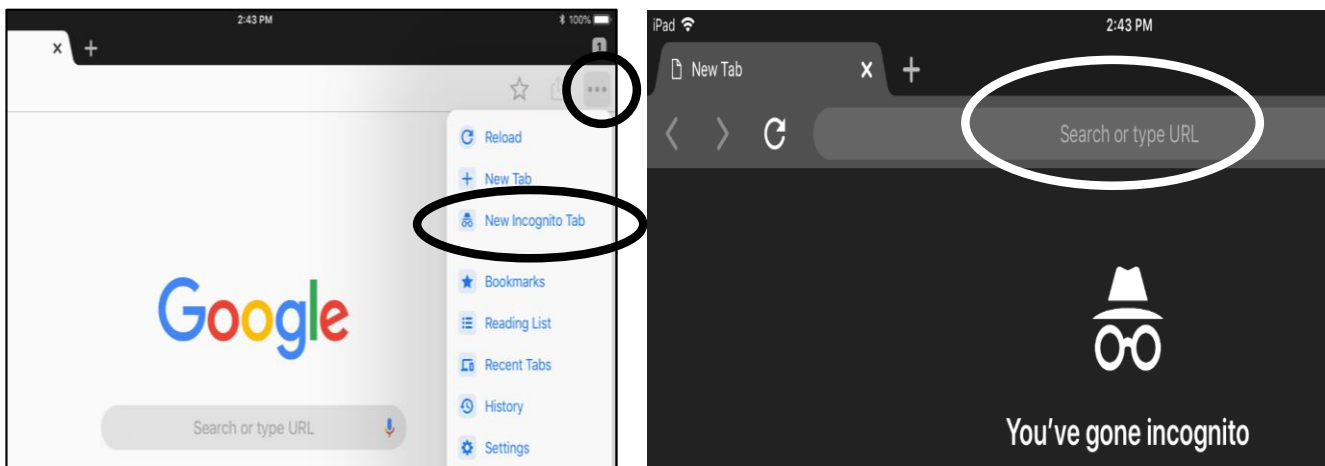 2:43 PM
100%
x +
1
Reload
New Tab
New Incognito Tab
Bookmarks
Google
Reading List
Recent Tabs
History
Search or type URL
Settings
iPad
2:43 PM
New Tab x +
Search or type URL
You've gone incognito